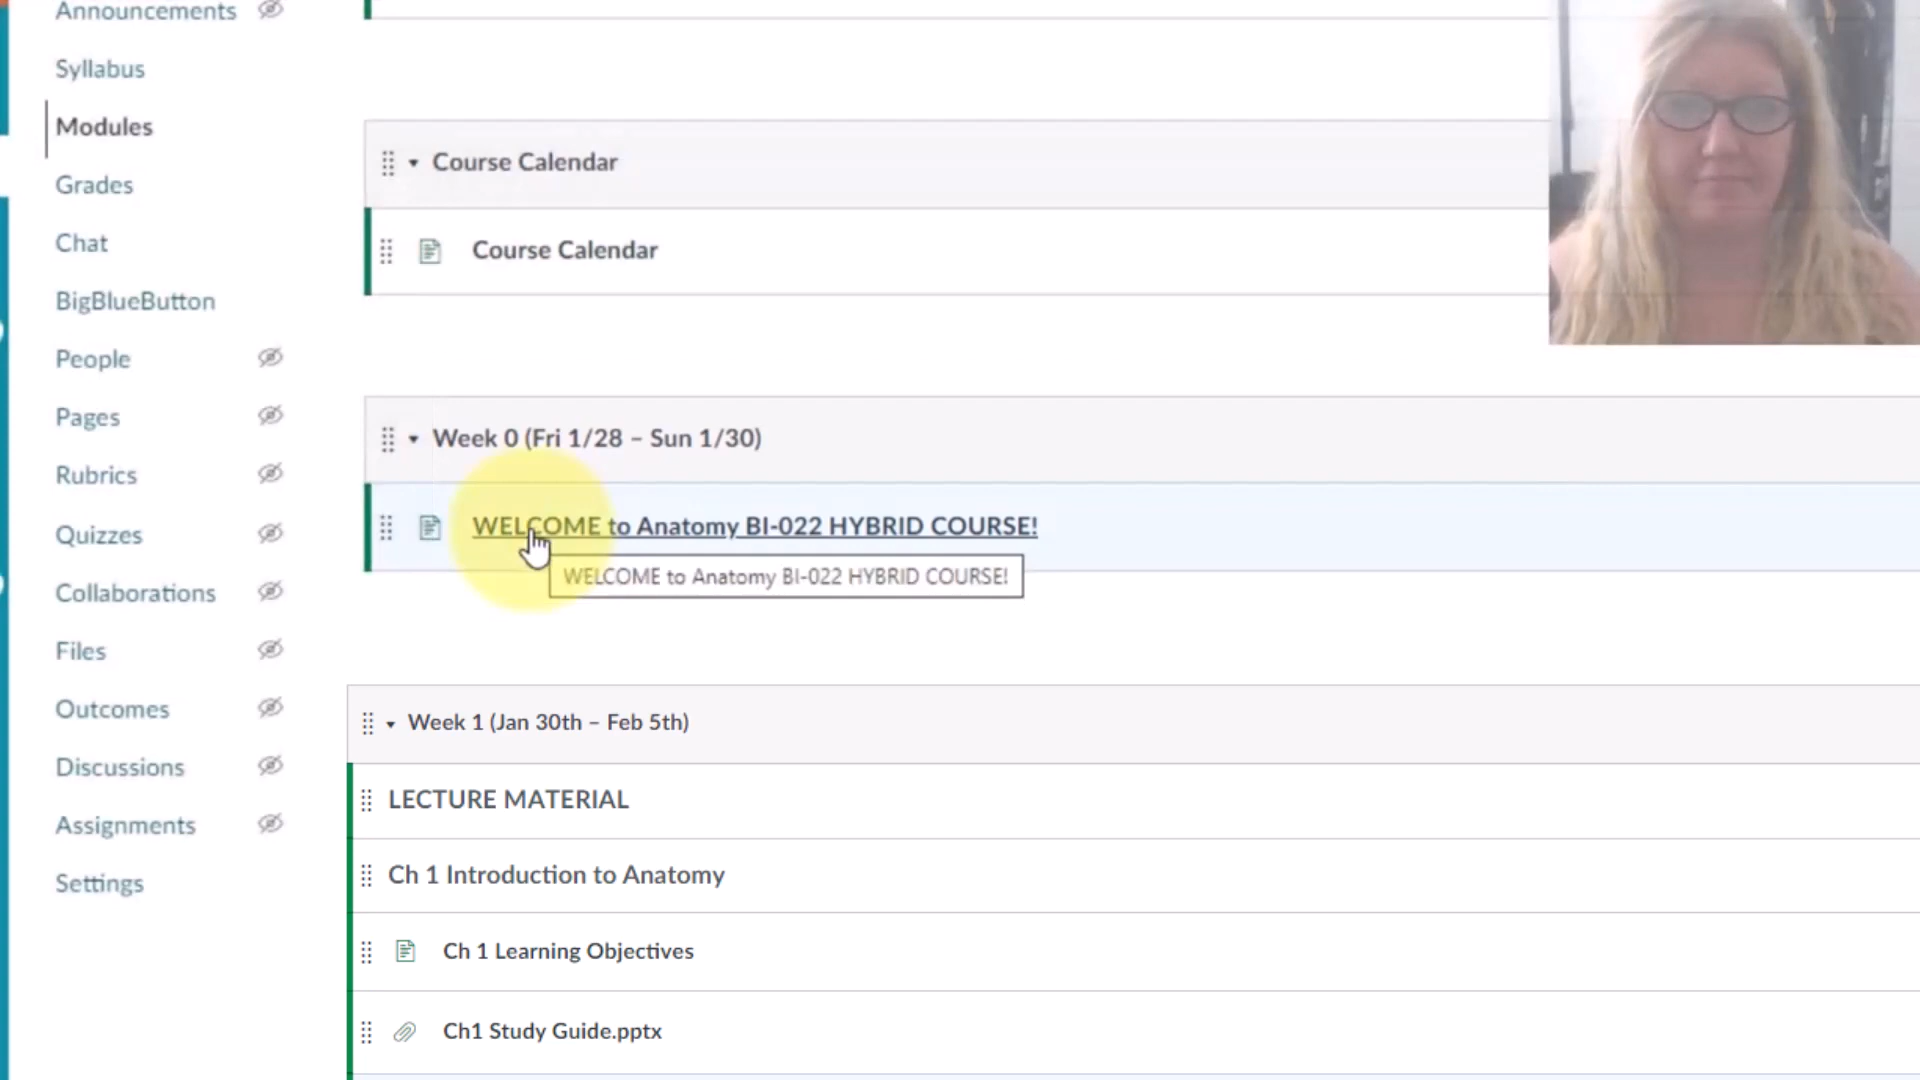 Announcements
Syllabus
Modules
Grades
Chat
BigBlueButton
People
Pages
Rubrics
Quizzes
Collaborations
Files
Outcomes
Discussions
Assignments
Settings
Course Calendar
Course Calendar
Week 0 (Fri 1/28 – Sun 1/30)
WELCOME to Anatomy BI-022 HYBRID COURSE!
WELCOME to Anatomy BI-022 HYBRID COURSE!
Week 1 (Jan 30th – Feb 5th)
LECTURE MATERIAL
Ch 1 Introduction to Anatomy
Ch 1 Learning Objectives
Ch1 Study Guide.pptx